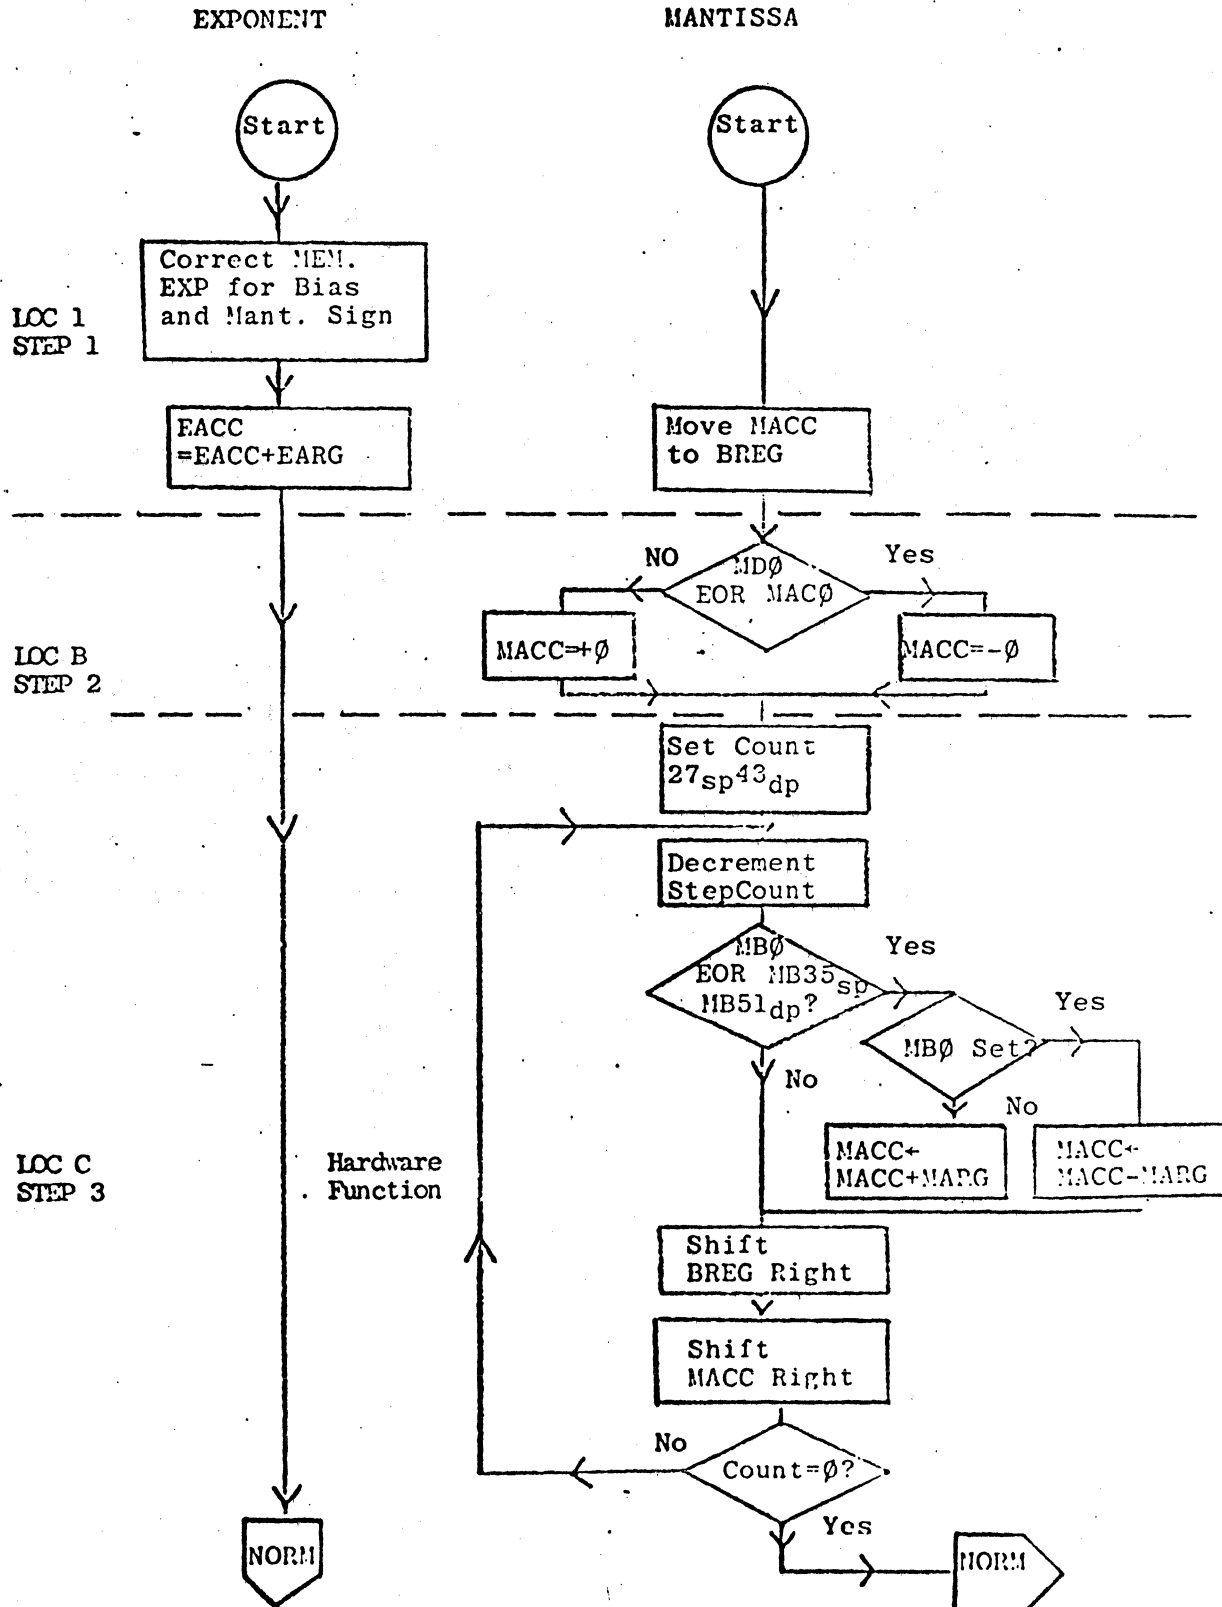 EXPONENT
MANTISSA
Start
Start
Correct MEM.
EXP for Bias
and Mant. Sign
LOC 1
STEP 1
EACC
=EACC+EARG
Move MACC
to BREG
NO
MDØ
EOR MACØ
Yes
MACC=+Ø
MACC=-Ø
LOC B
STEP 2
Set Count
27sp43dp
Decrement
StepCount
MBØ
EOR MB35sp
MB51dp?
Yes
MBØ Set?
Yes
No
No
MACC←
MACC+MARG
MACC←
MACC-MARG
LOC C
STEP 3
Hardware
Function
Shift
BREG Right
Shift
MACC Right
No
Count=Ø?
Yes
NORM
NORM